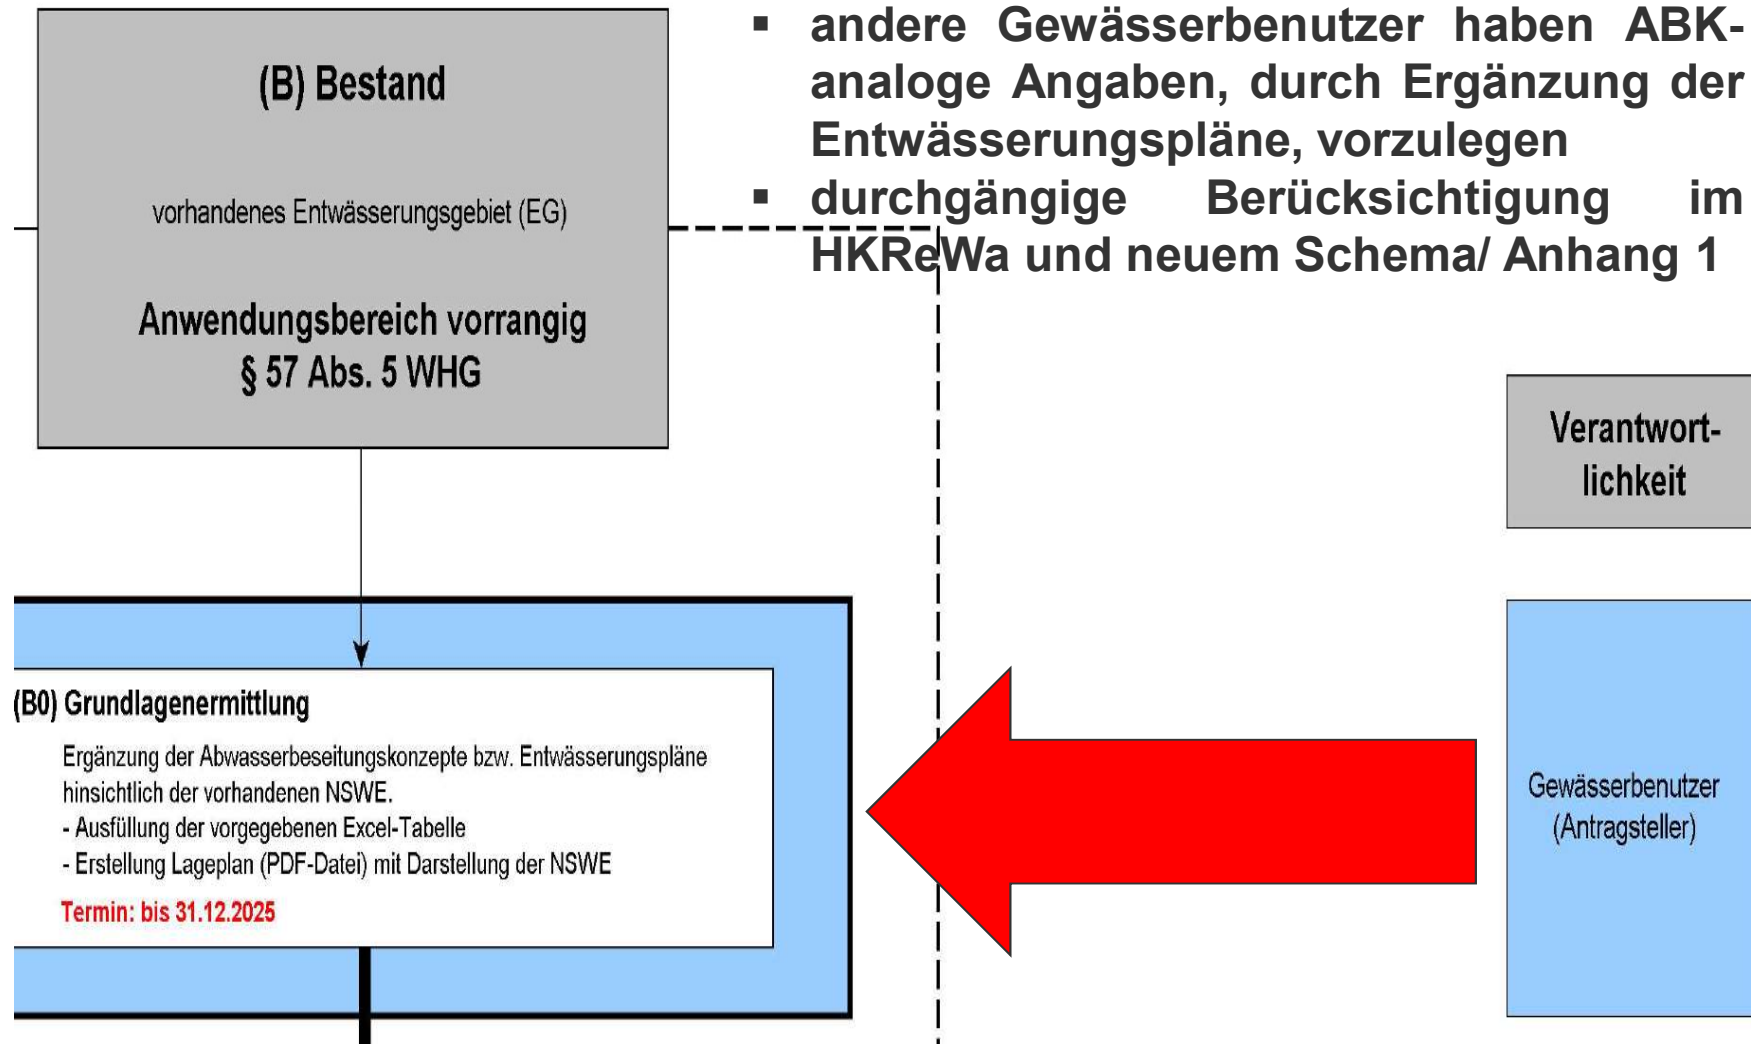 ▪ andere Gewässerbenutzer haben ABK-
analoge Angaben, durch Ergänzung der
Entwässerungspläne, vorzulegen
▪ durchgängige Berücksichtigung im
HKReWa und neuem Schema/ Anhang 1
(B) Bestand
vorhandenes Entwässerungsgebiet (EG)
Anwendungsbereich vorrangig
§ 57 Abs. 5 WHG
Verantwort-
lichkeit
(B0) Grundlagenermittlung
Ergänzung der Abwasserbeseitungskonzepte bzw. Entwässerungspläne
hinsichtlich der vorhandenen NSWE.
- Ausfüllung der vorgegebenen Excel-Tabelle
- Erstellung Lageplan (PDF-Datei) mit Darstellung der NSWE
Termin: bis 31.12.2025
Gewässerbenutzer
(Antragsteller)